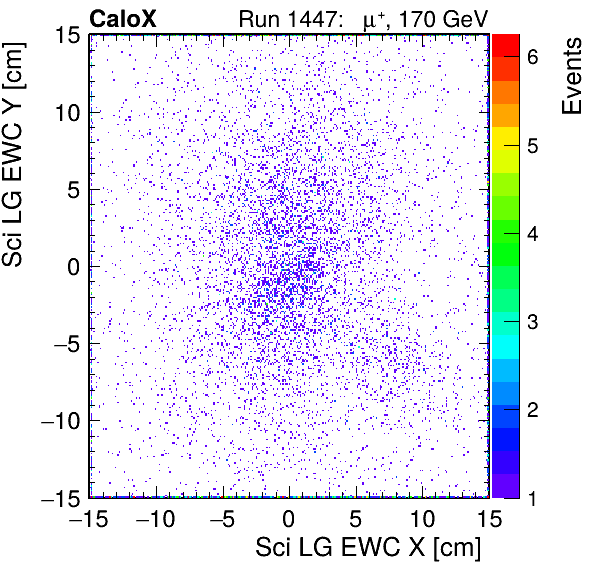 CaloX Run 1447: μ⁺, 170 GeV
Sci LG EWC Y [cm]
15
10
5
0
−5
−10
−15
−15 −10 −5 0 5 10 15
Sci LG EWC X [cm]
Events
6
5
4
3
2
1